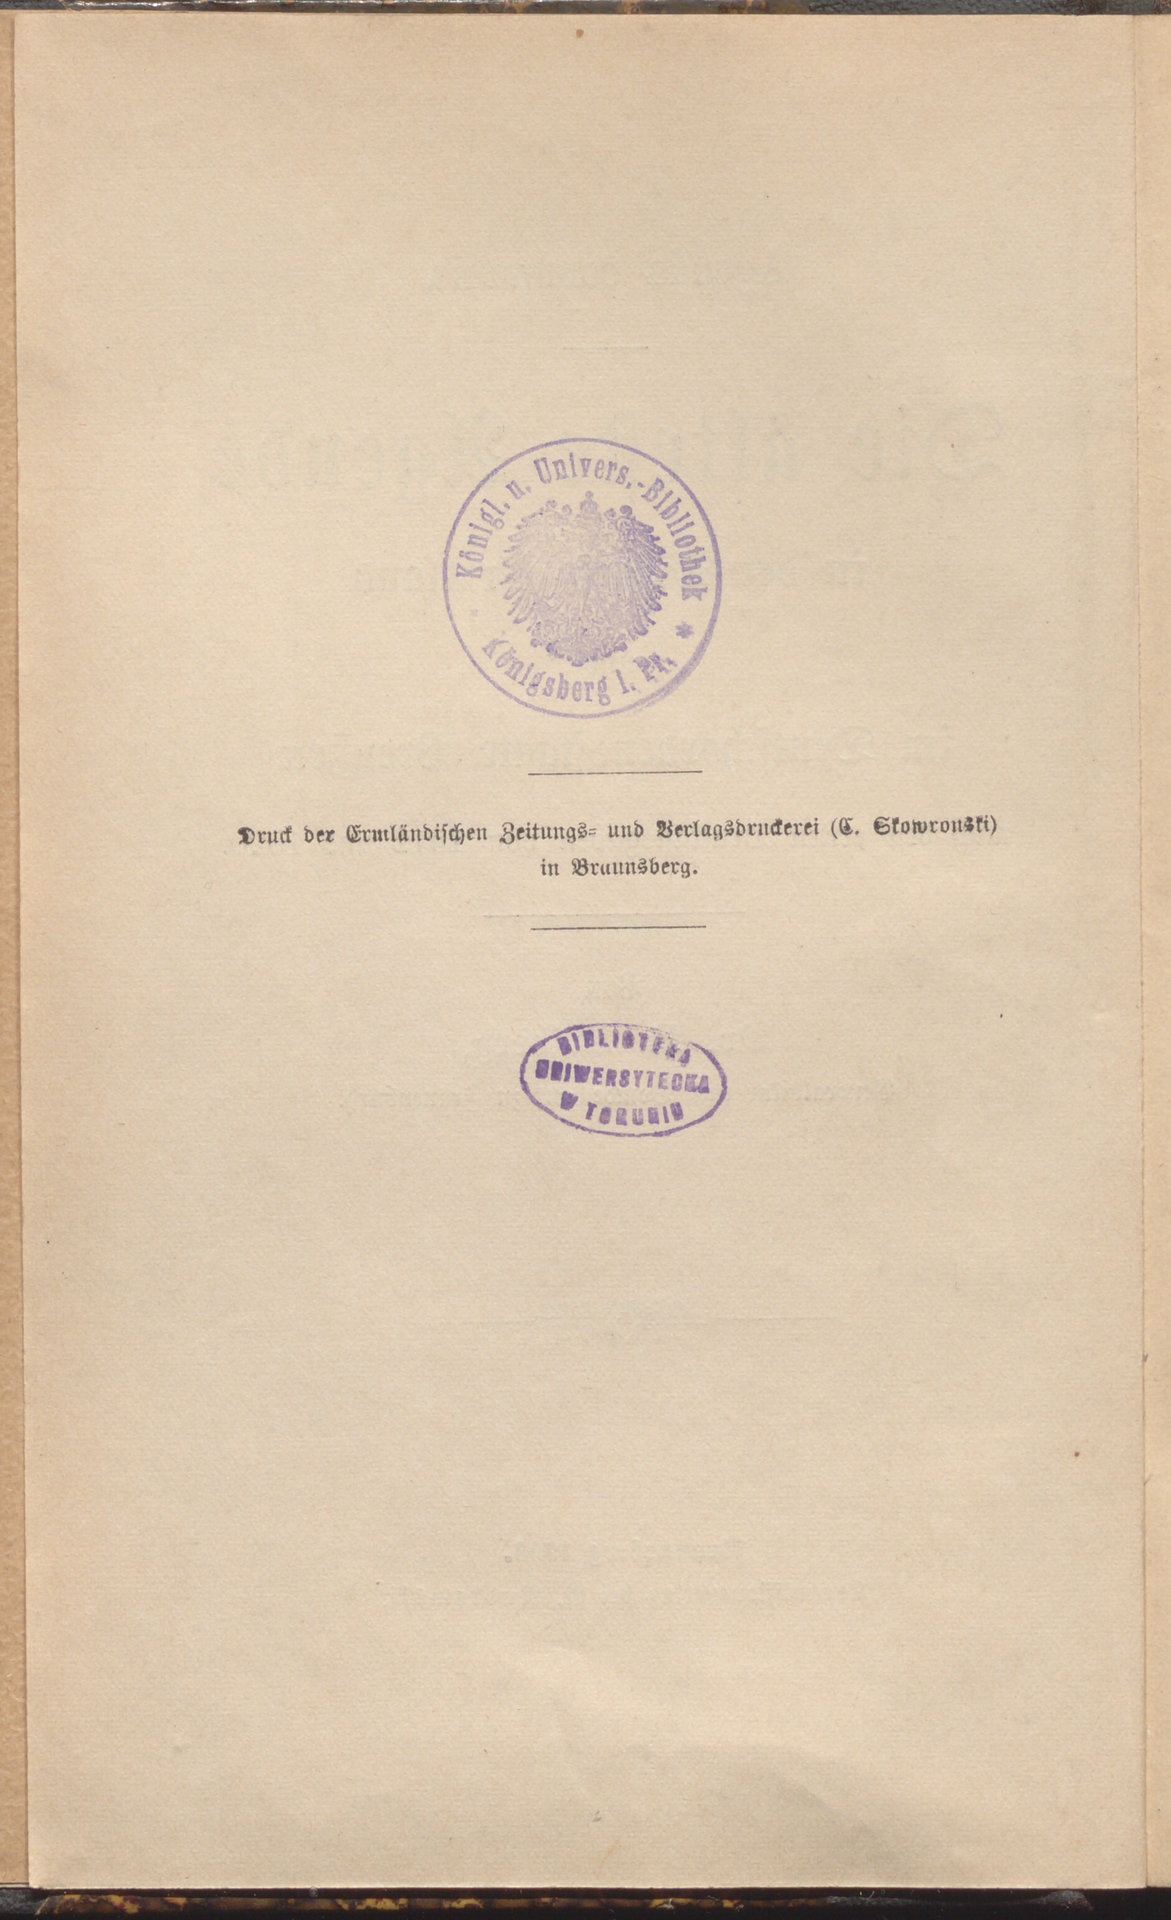 Königl. u. Univers.-Bibliothek
Königsberg i. Pr. *
Druck der Ermländischen Zeitungs- und Verlagsdruckerei (C. Skowronski)
in Braunsberg.
BIBLIOTEKA
UNIWERSYTECKA
W TORUNIU